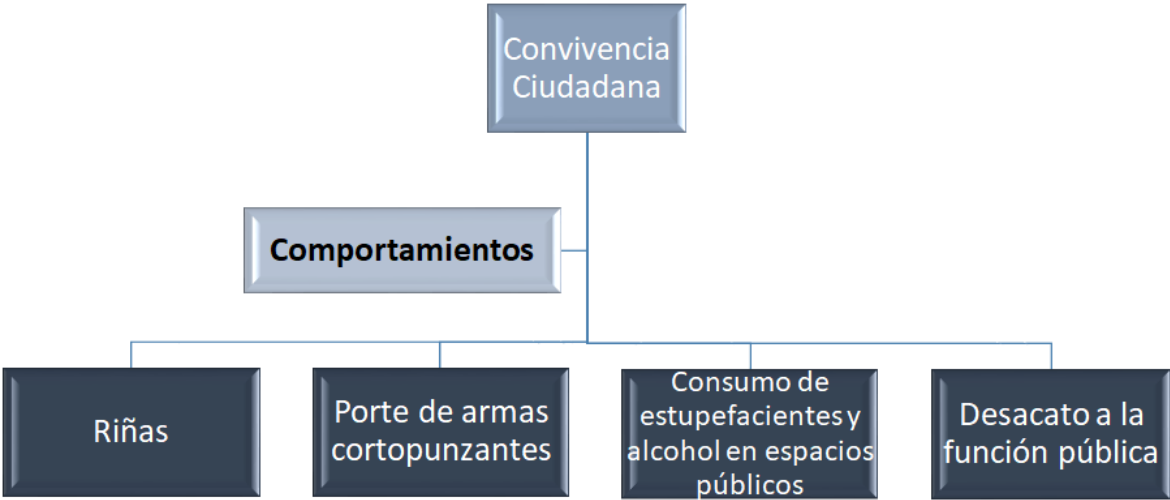 Convivencia
Ciudadana
Comportamientos
Riñas
Porte de armas
cortopunzantes
Consumo de
estupefacientes y
alcohol en espacios
públicos
Desacato a la
función pública